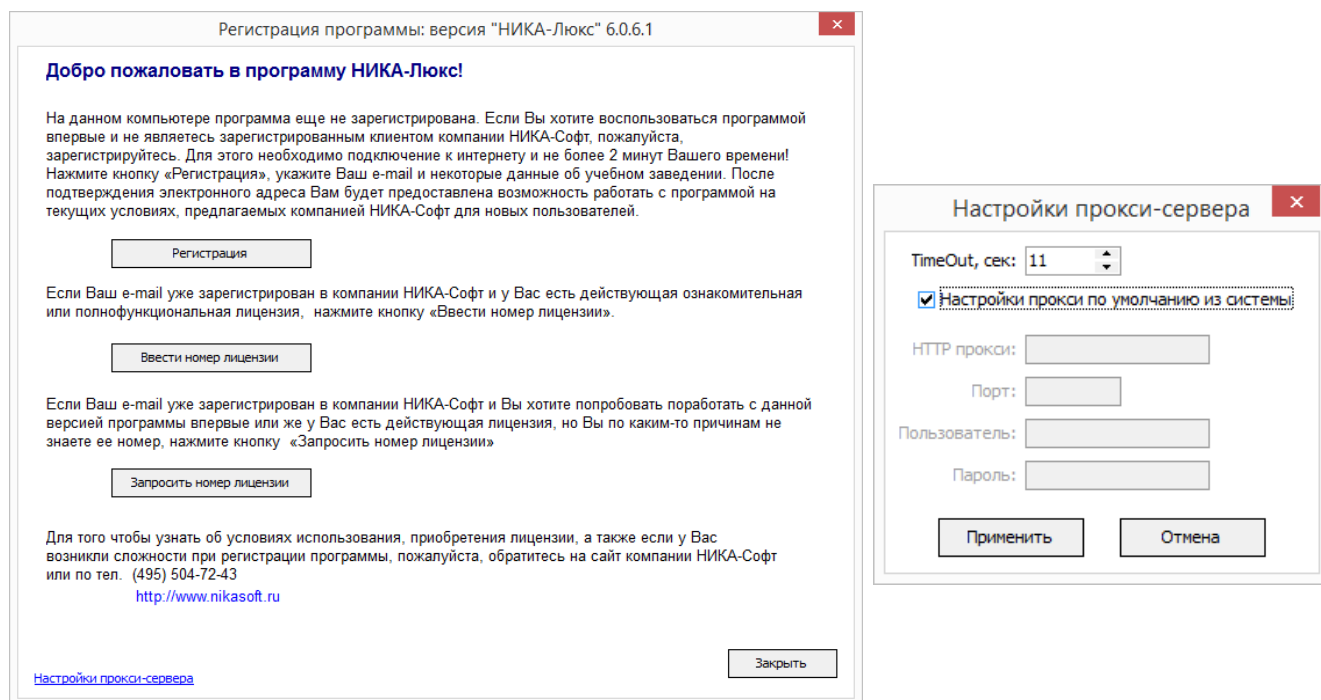 Регистрация программы: версия "НИКА-Люкс" 6.0.6.1
Добро пожаловать в программу НИКА-Люкс!
На данном компьютере программа еще не зарегистрирована. Если Вы хотите воспользоваться программой
впервые и не являетесь зарегистрированным клиентом компании НИКА-Софт, пожалуйста,
зарегистрируйтесь. Для этого необходимо подключение к интернету и не более 2 минут Вашего времени!
Нажмите кнопку «Регистрация», укажите Ваш e-mail и некоторые данные об учебном заведении. После
подтверждения электронного адреса Вам будет предоставлена возможность работать с программой на
текущих условиях, предлагаемых компанией НИКА-Софт для новых пользователей.
Регистрация
Если Ваш e-mail уже зарегистрирован в компании НИКА-Софт и у Вас есть действующая ознакомительная
или полнофункциональная лицензия, нажмите кнопку «Ввести номер лицензии».
Ввести номер лицензии
Если Ваш e-mail уже зарегистрирован в компании НИКА-Софт и Вы хотите попробовать поработать с данной
версией программы впервые или же у Вас есть действующая лицензия, но Вы по каким-то причинам не
знаете ее номер, нажмите кнопку «Запросить номер лицензии»
Запросить номер лицензии
Для того чтобы узнать об условиях использования, приобретения лицензии, а также если у Вас
возникли сложности при регистрации программы, пожалуйста, обратитесь на сайт компании НИКА-Софт
или по тел. (495) 504-72-43
http://www.nikasoft.ru
Закрыть
Настройки прокси-сервера
Настройки прокси-сервера
TimeOut, сек: 11
Настройки прокси по умолчанию из системы
HTTP прокси:
Порт:
Пользователь:
Пароль:
Применить Отмена